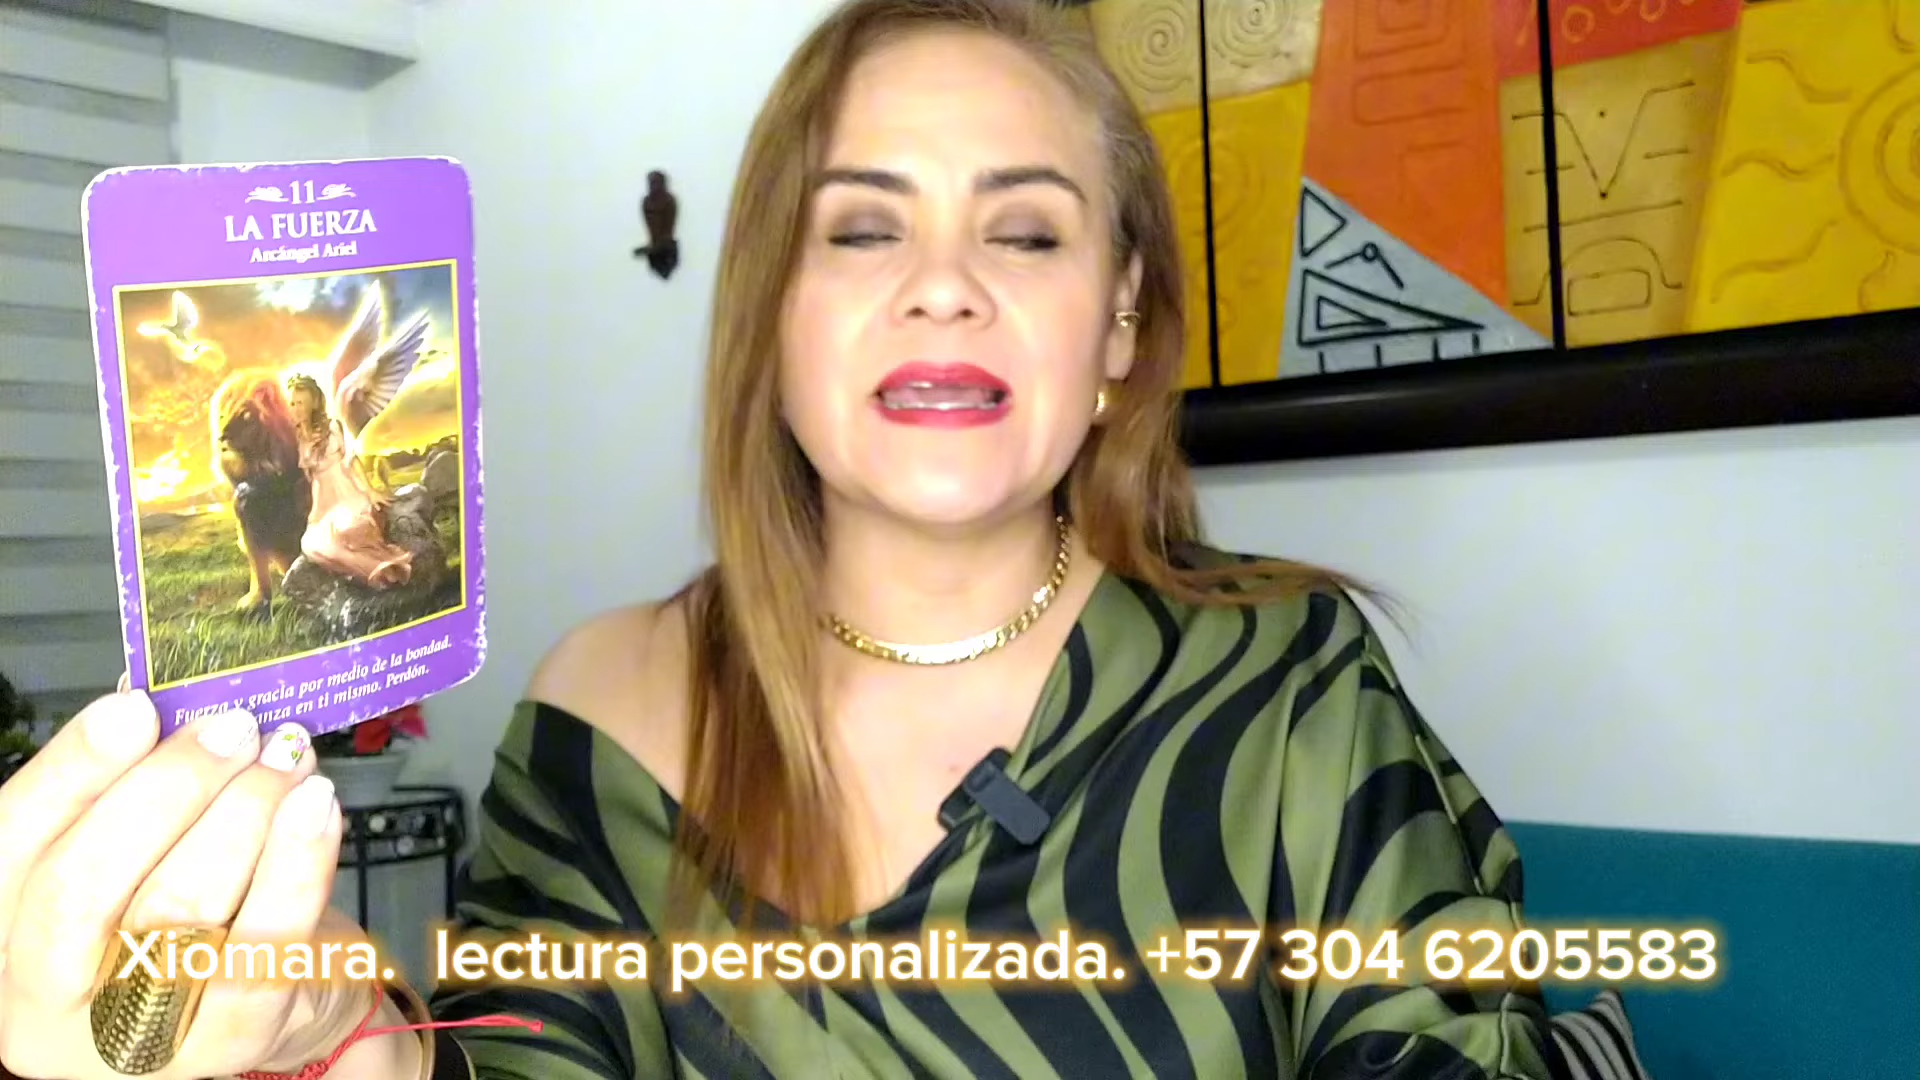 11
LA FUERZA
Arcángel Ariel
Fuerza y gracia por medio de la bondad.
en ti mismo. Perdón.
Xiomara. lectura personalizada. +57 304 6205583